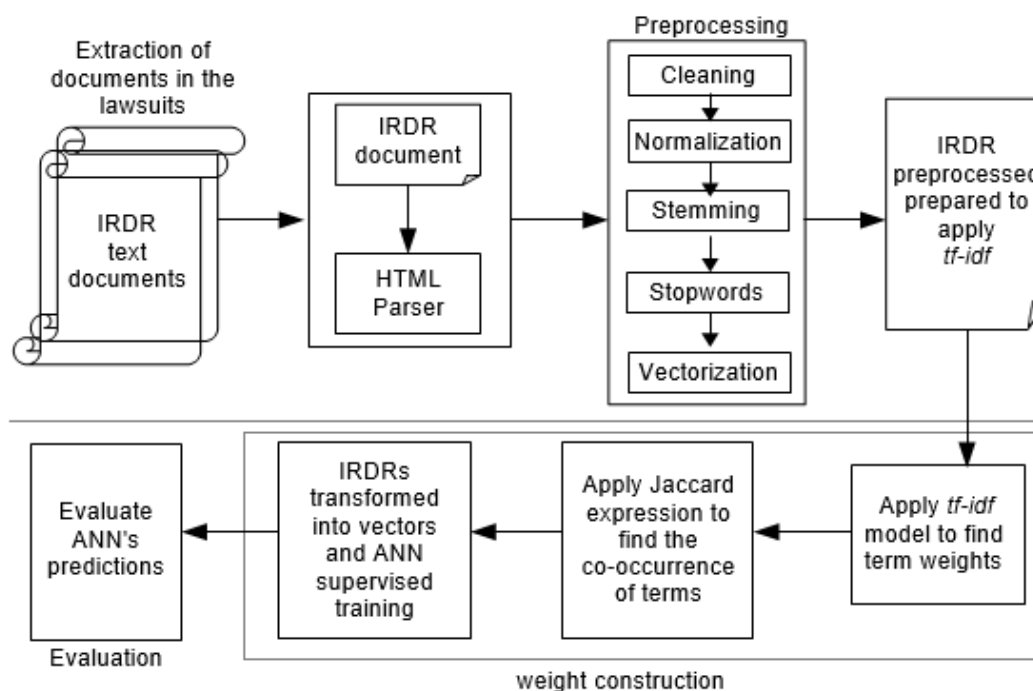 Extraction of
documents in the
lawsuits
IRDR
text
documents
IRDR
document
HTML
Parser
Preprocessing
Cleaning
Normalization
Stemming
Stopwords
Vectorization
IRDR
preprocessed
prepared to
apply
tf-idf
Apply tf-idf
model to find
term weights
Apply Jaccard
expression to
find the
co-occurrence
of terms
IRDRs
transformed
into vectors
and ANN
supervised
training
weight construction
Evaluate
ANN's
predictions
Evaluation